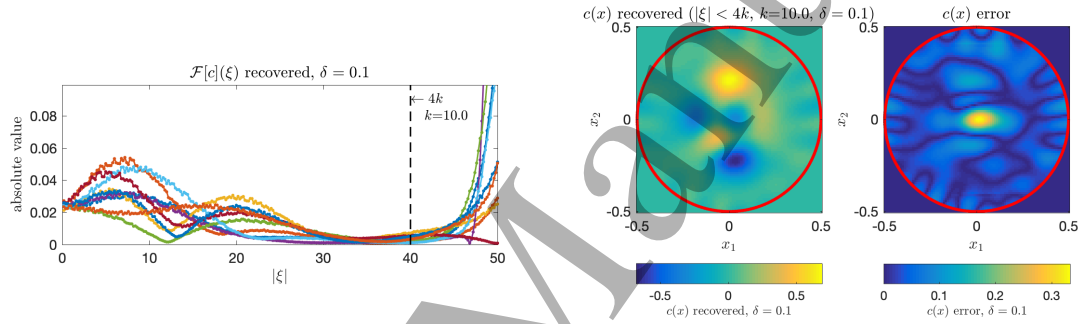 F[c](ξ) recovered, δ = 0.1
absolute value
0.08
0.06
0.04
0.02
0
← 4k
k=10.0
0
10
20
30
40
50
|ξ|
c(x) recovered (|ξ| < 4k, k=10.0, δ = 0.1)
0.5
0
-0.5
x₂
-0.5
0
0.5
x₁
-0.5
0
0.5
c(x) recovered, δ = 0.1
c(x) error
0.5
0
-0.5
x₂
-0.5
0
0.5
x₁
0
0.1
0.2
0.3
c(x) error, δ = 0.1